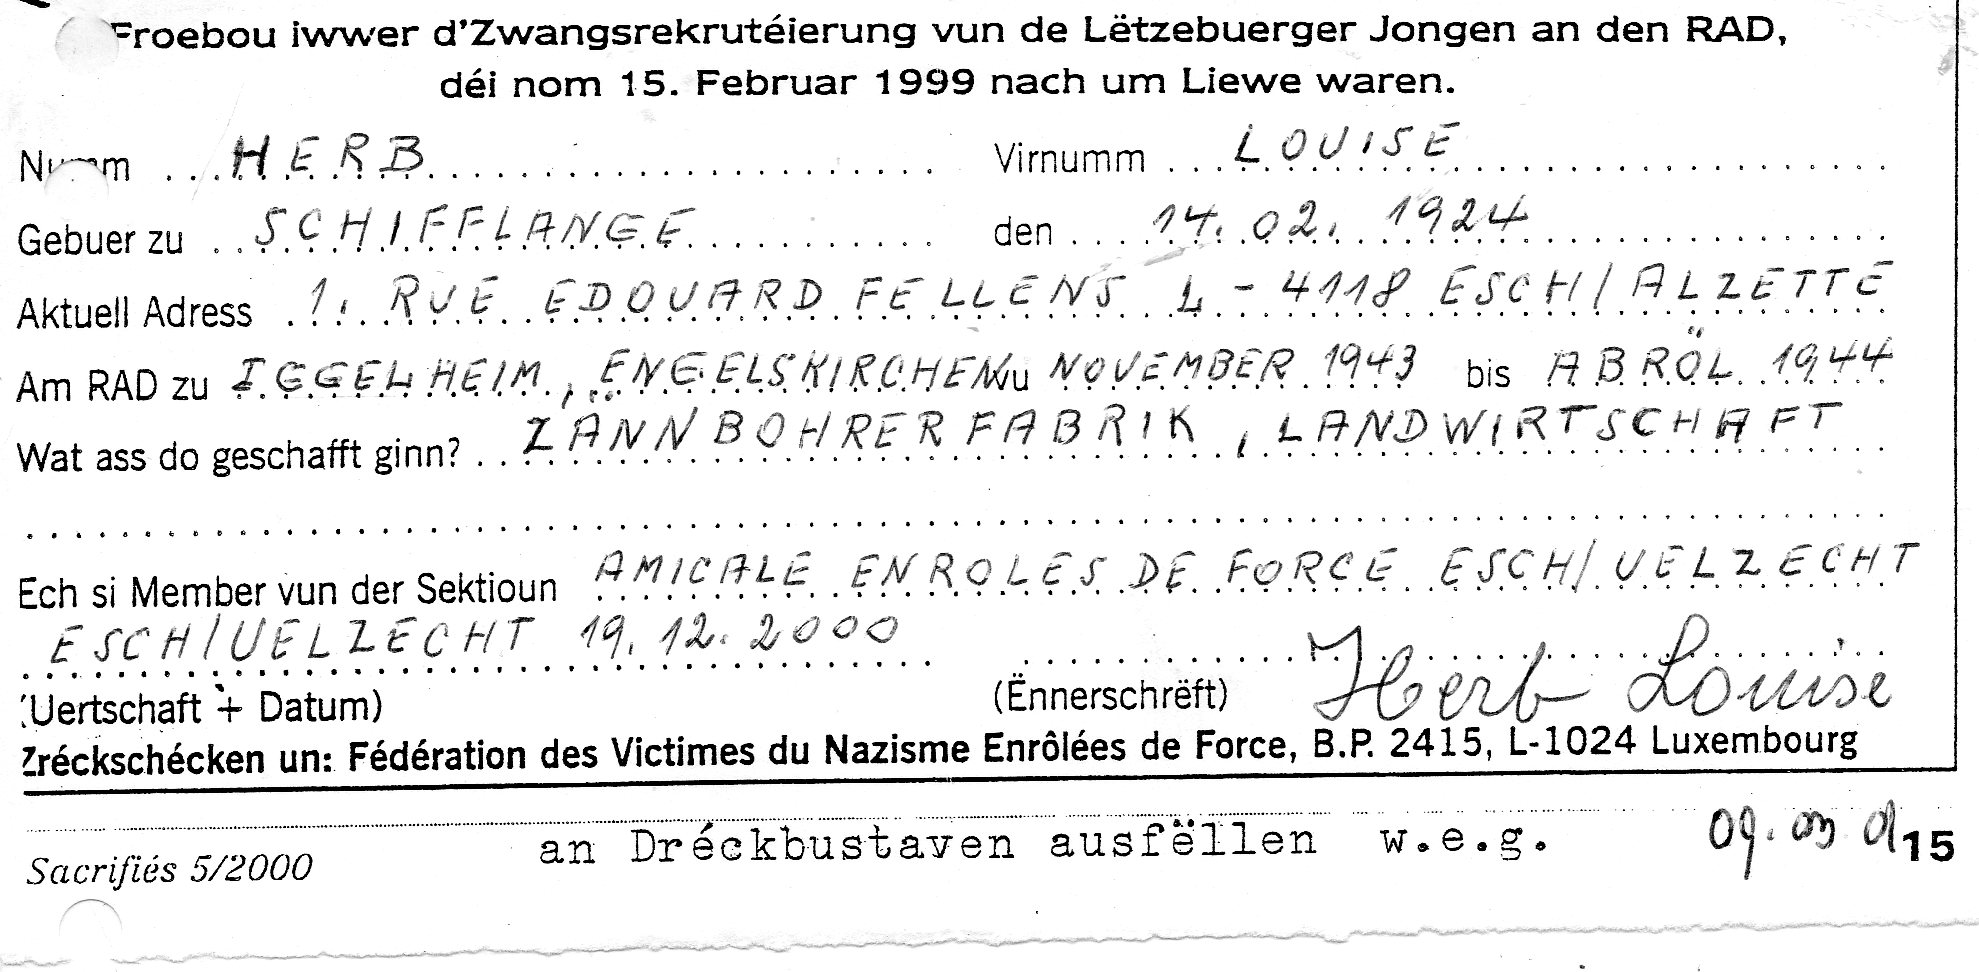 Froebou iwwer d'Zwangsrekrutéierung vun de Lëtzebuerger Jongen an den RAD,
déi nom 15. Februar 1999 nach um Liewe waren.
Numm HERB Virnumm LOUISE
Gebuer zu SCHIFFLANGE den 14.02.1924
Aktuell Adress 1. RUE EDOUARD FELLENS L-4118 ESCH/ALZETTE
Am RAD zu IGGELHEIM, ENGELSKIRCHEN vu NOVEMBER 1943 bis ABRÖL 1944
Wat ass do geschafft ginn? ZÄNNBOHRERFABRIK, LANDWIRTSCHAFT
Ech si Member vun der Sektioun AMICALE ENROLES DE FORCE ESCH/UELZECHT
ESCH/UELZECHT 19.12.2000
(Uertschaft + Datum) (Ënnerschrëft) Herb Louise
Zréckschécken un: Fédération des Victimes du Nazisme Enrôlées de Force, B.P. 2415, L-1024 Luxembourg
an Dréckbustaven ausfëllen w.e.g. 09.03 01
Sacrifiés 5/2000 15